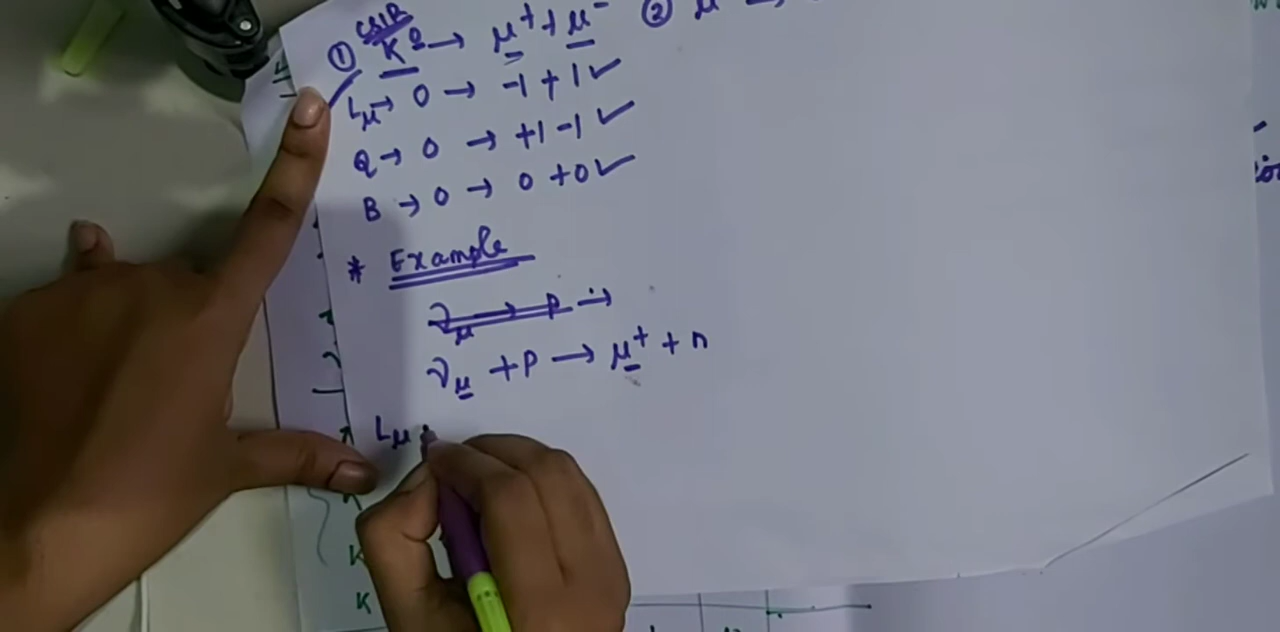 CSIR
① K⁰ → μ⁺ + μ⁻ ② μ
Lμ → 0 → -1 + 1 ✓
Q → 0 → +1 -1 ✓
B → 0 → 0 + 0 ✓
* Example
νμ → p →
νμ + p → μ⁺ + n
Lμ
K
K